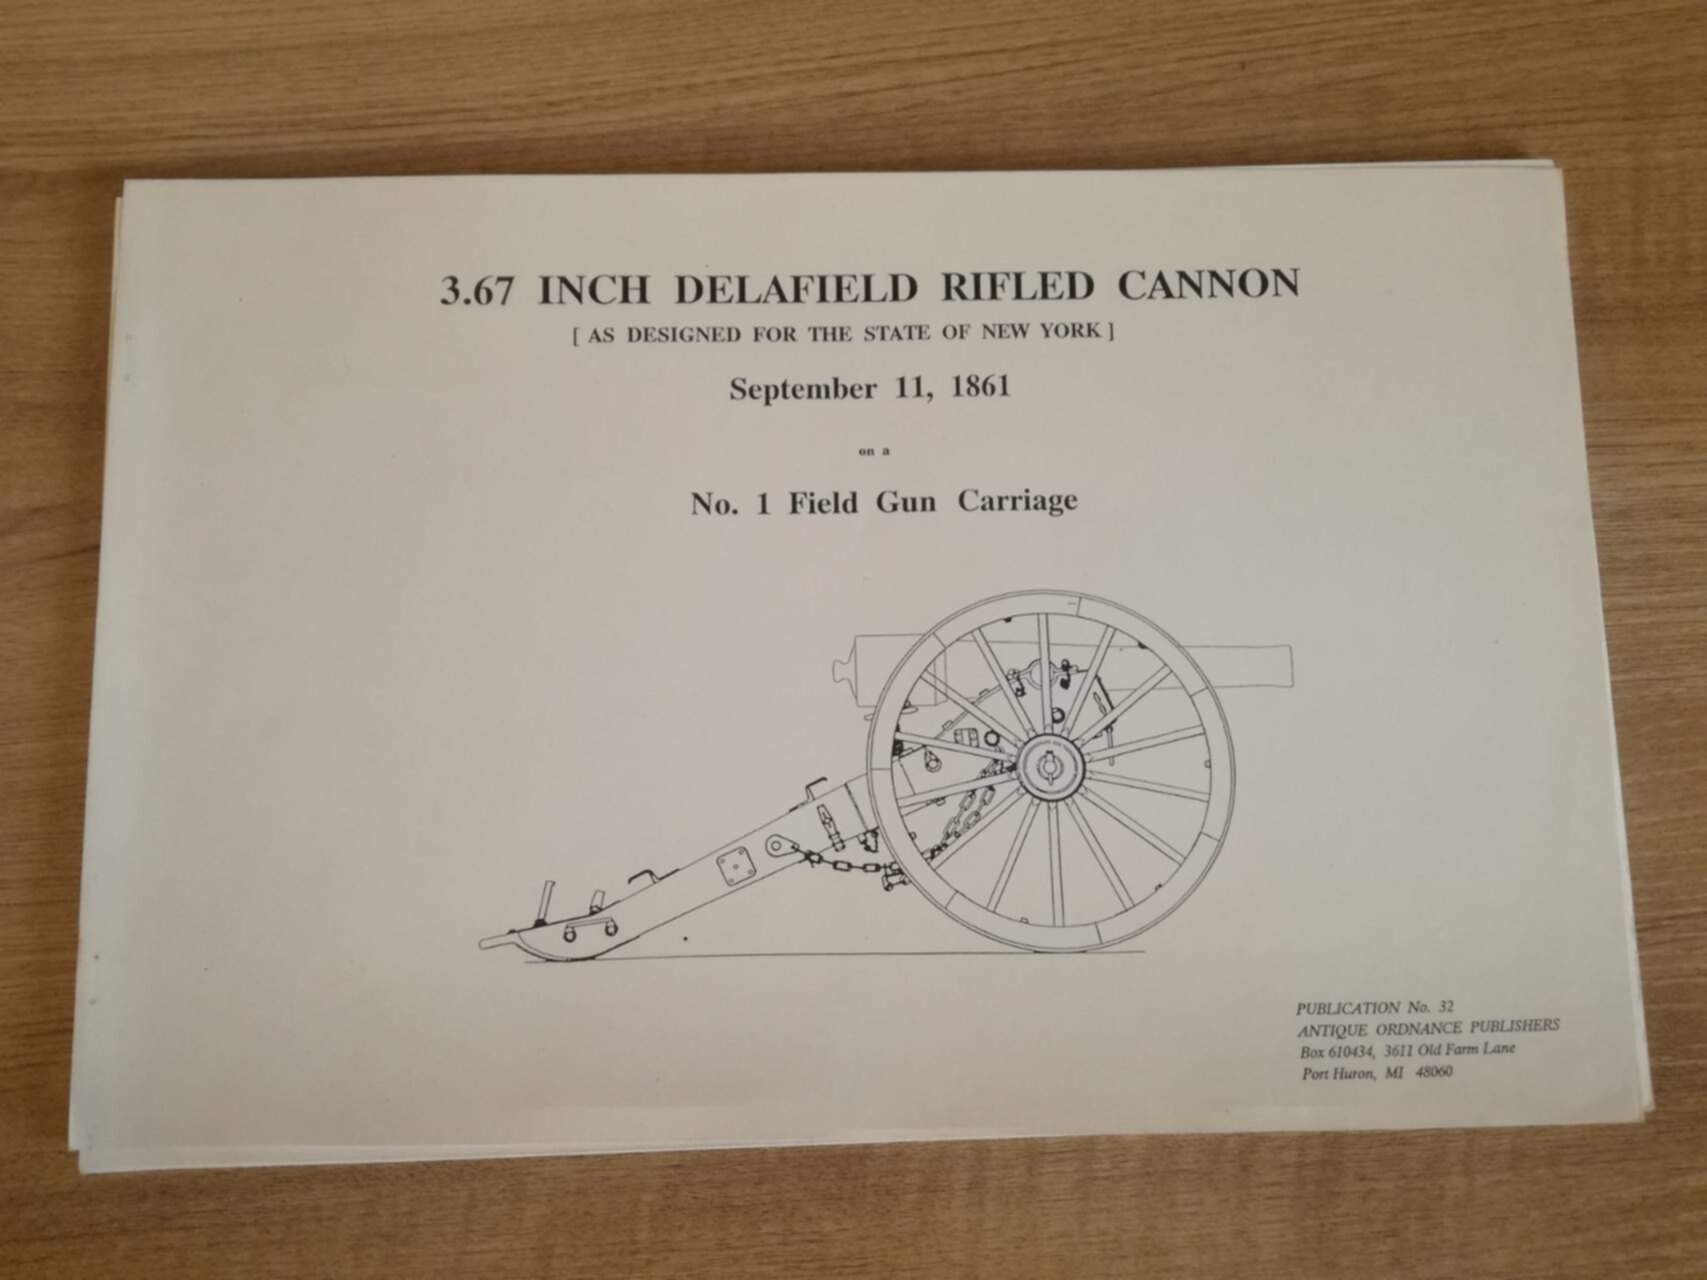 3.67 INCH DELAFIELD RIFLED CANNON
[ AS DESIGNED FOR THE STATE OF NEW YORK ]
September 11, 1861
on a
No. 1 Field Gun Carriage
PUBLICATION No. 32
ANTIQUE ORDNANCE PUBLISHERS
Box 610434, 3611 Old Farm Lane
Port Huron, MI 48060